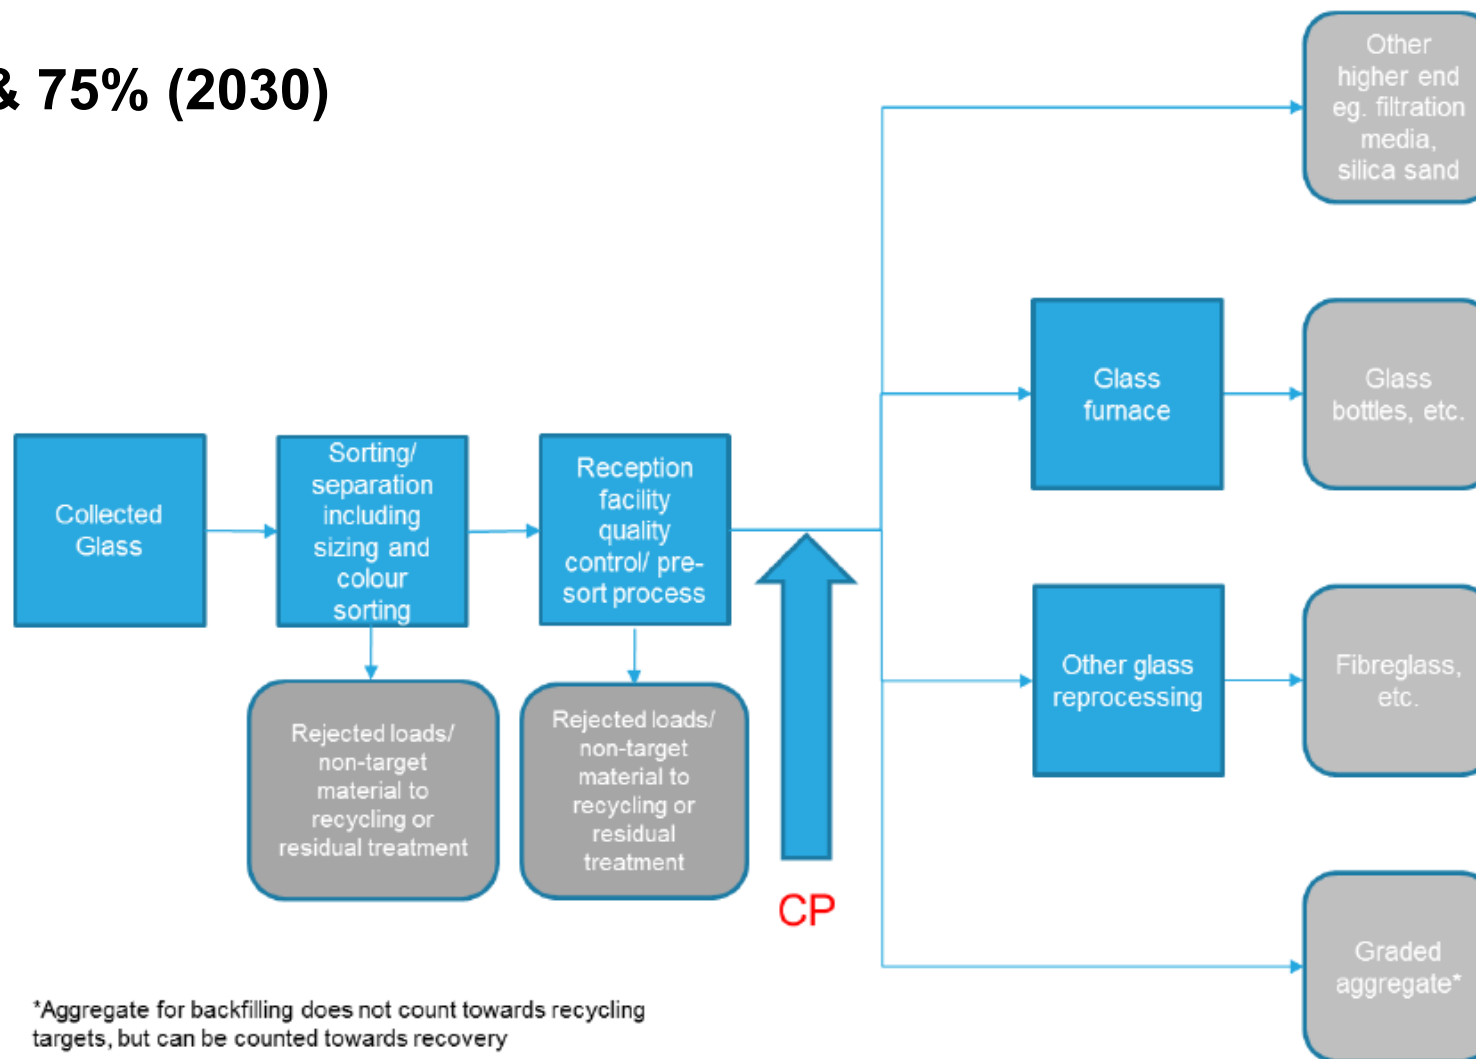 & 75% (2030)
Other
higher end
eg. filtration
media,
silica sand
Glass
furnace
Glass
bottles, etc.
Collected
Glass
Sorting/
separation
including
sizing and
colour
sorting
Reception
facility
quality
control/ pre-
sort process
Other glass
reprocessing
Fibreglass,
etc.
Rejected loads/
non-target
material to
recycling or
residual treatment
Rejected loads/
non-target
material to
recycling or
residual
treatment
CP
Graded
aggregate*
*Aggregate for backfilling does not count towards recycling
targets, but can be counted towards recovery